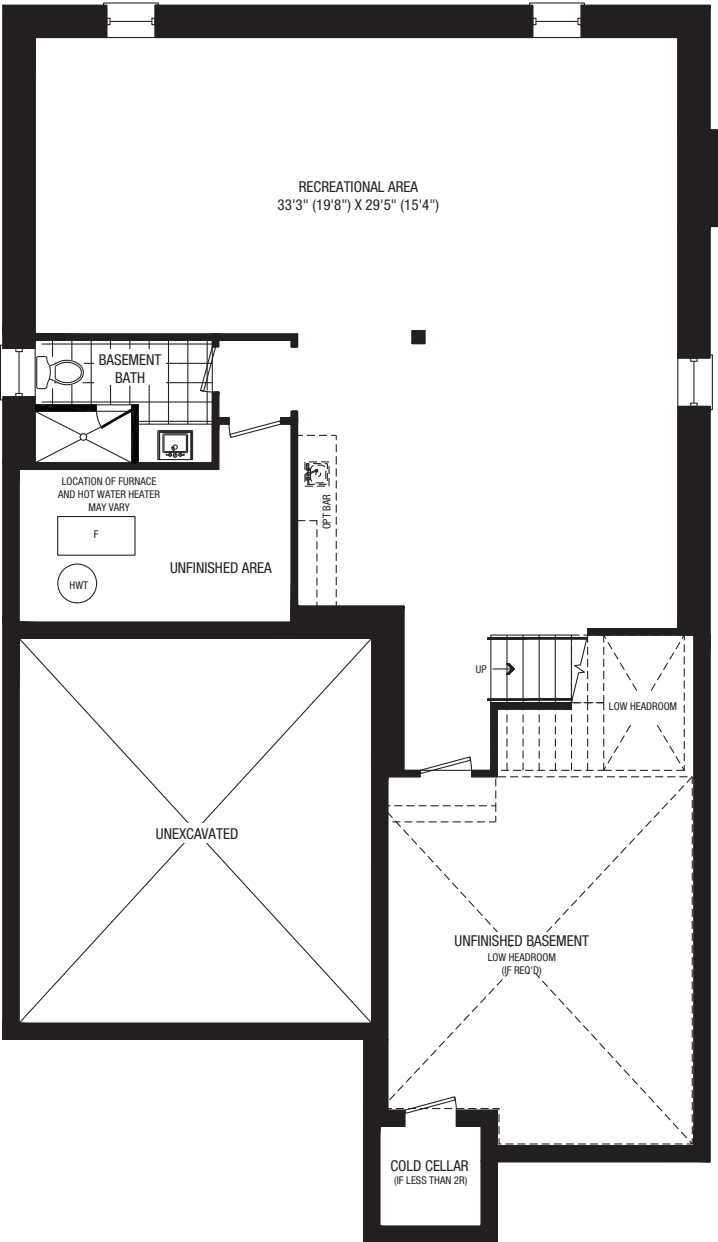 RECREATIONAL AREA
33'3" (19'8") X 29'5" (15'4")
BASEMENT
BATH
LOCATION OF FURNACE
AND HOT WATER HEATER
MAY VARY
F
HWT
UNFINISHED AREA
OPT BAR
UP
LOW HEADROOM
UNEXCAVATED
UNFINISHED BASEMENT
LOW HEADROOM
(IF REQ'D)
COLD CELLAR
(IF LESS THAN 2R)